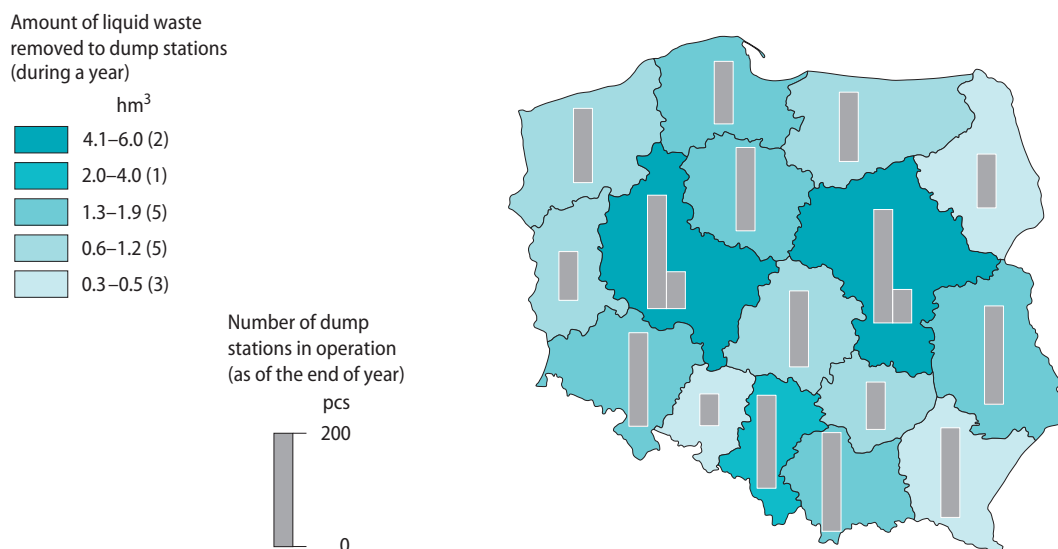 Amount of liquid waste
removed to dump stations
(during a year)
hm³
4.1–6.0 (2)
2.0–4.0 (1)
1.3–1.9 (5)
0.6–1.2 (5)
0.3–0.5 (3)
Number of dump
stations in operation
(as of the end of year)
pcs
200
0